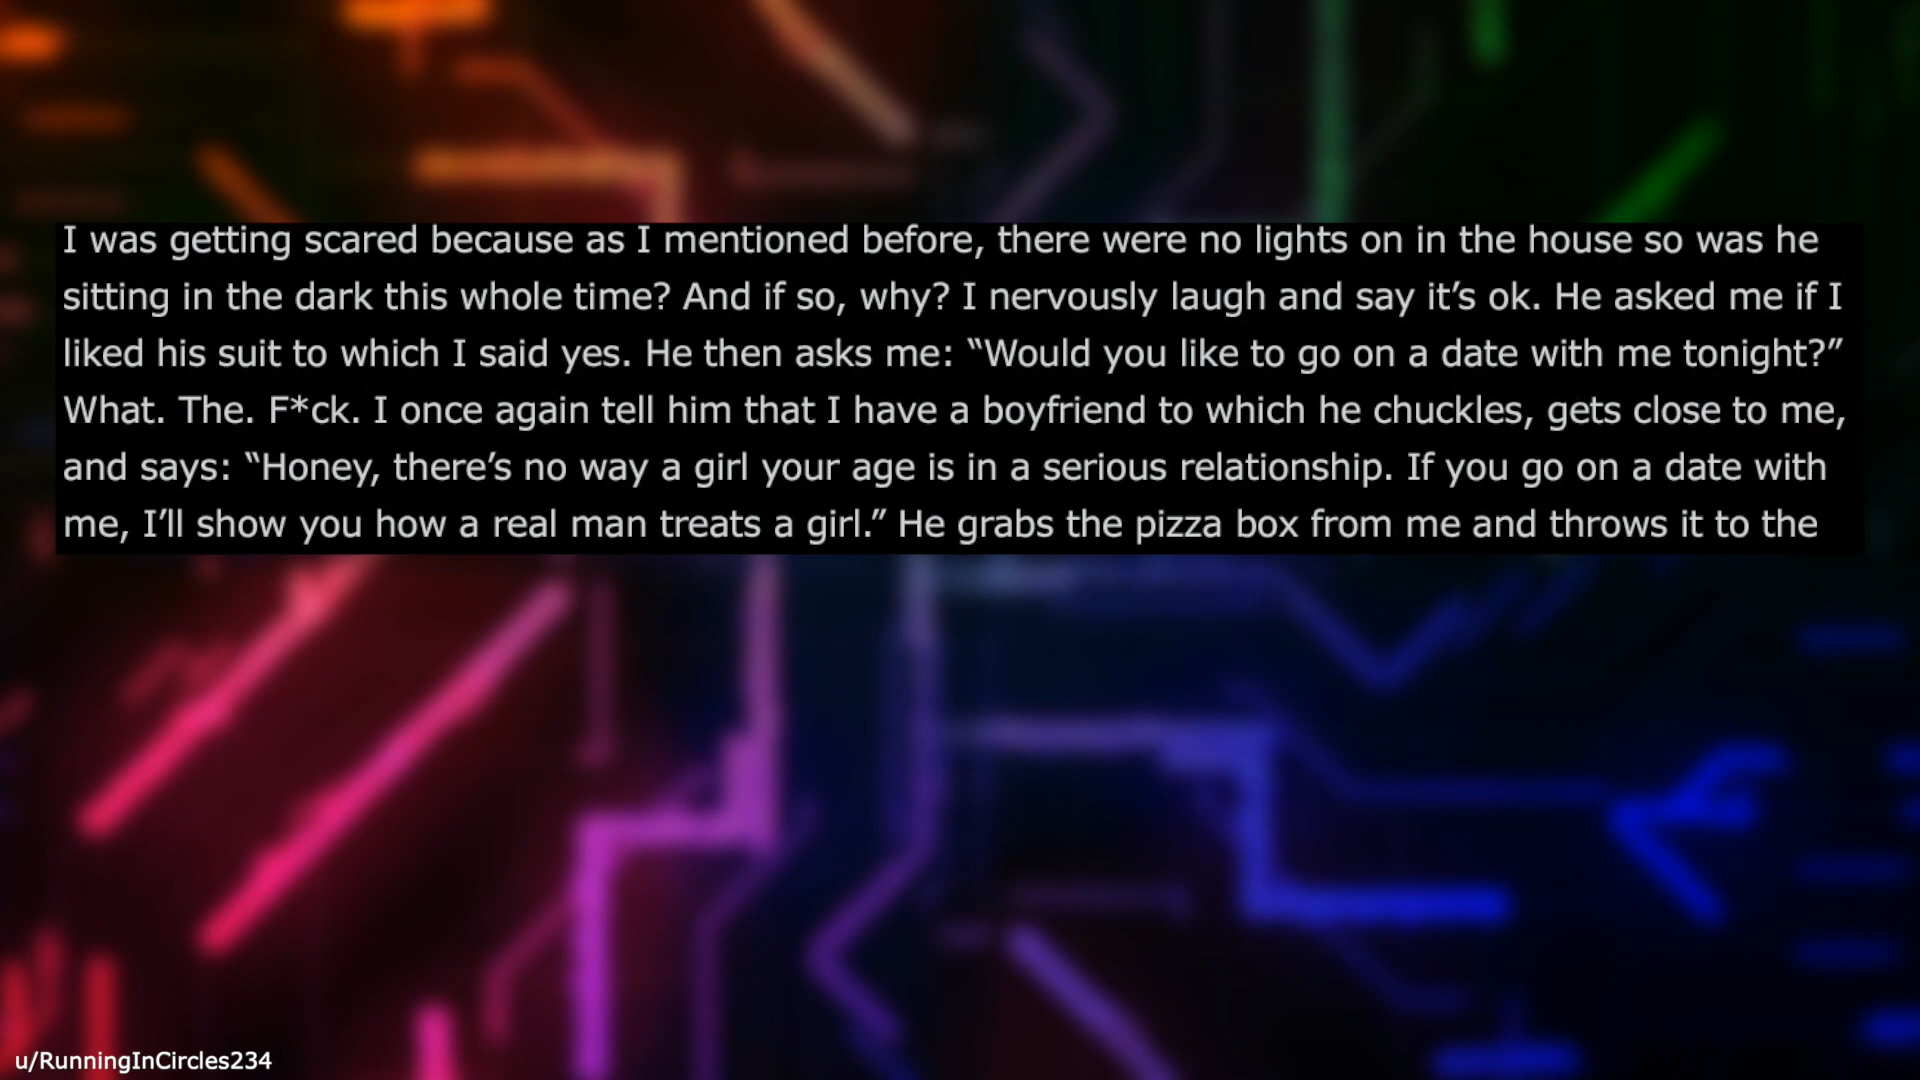 I was getting scared because as I mentioned before, there were no lights on in the house so was he
sitting in the dark this whole time? And if so, why? I nervously laugh and say it’s ok. He asked me if I
liked his suit to which I said yes. He then asks me: “Would you like to go on a date with me tonight?”
What. The. F*ck. I once again tell him that I have a boyfriend to which he chuckles, gets close to me,
and says: “Honey, there’s no way a girl your age is in a serious relationship. If you go on a date with
me, I’ll show you how a real man treats a girl.” He grabs the pizza box from me and throws it to the
u/RunningInCircles234